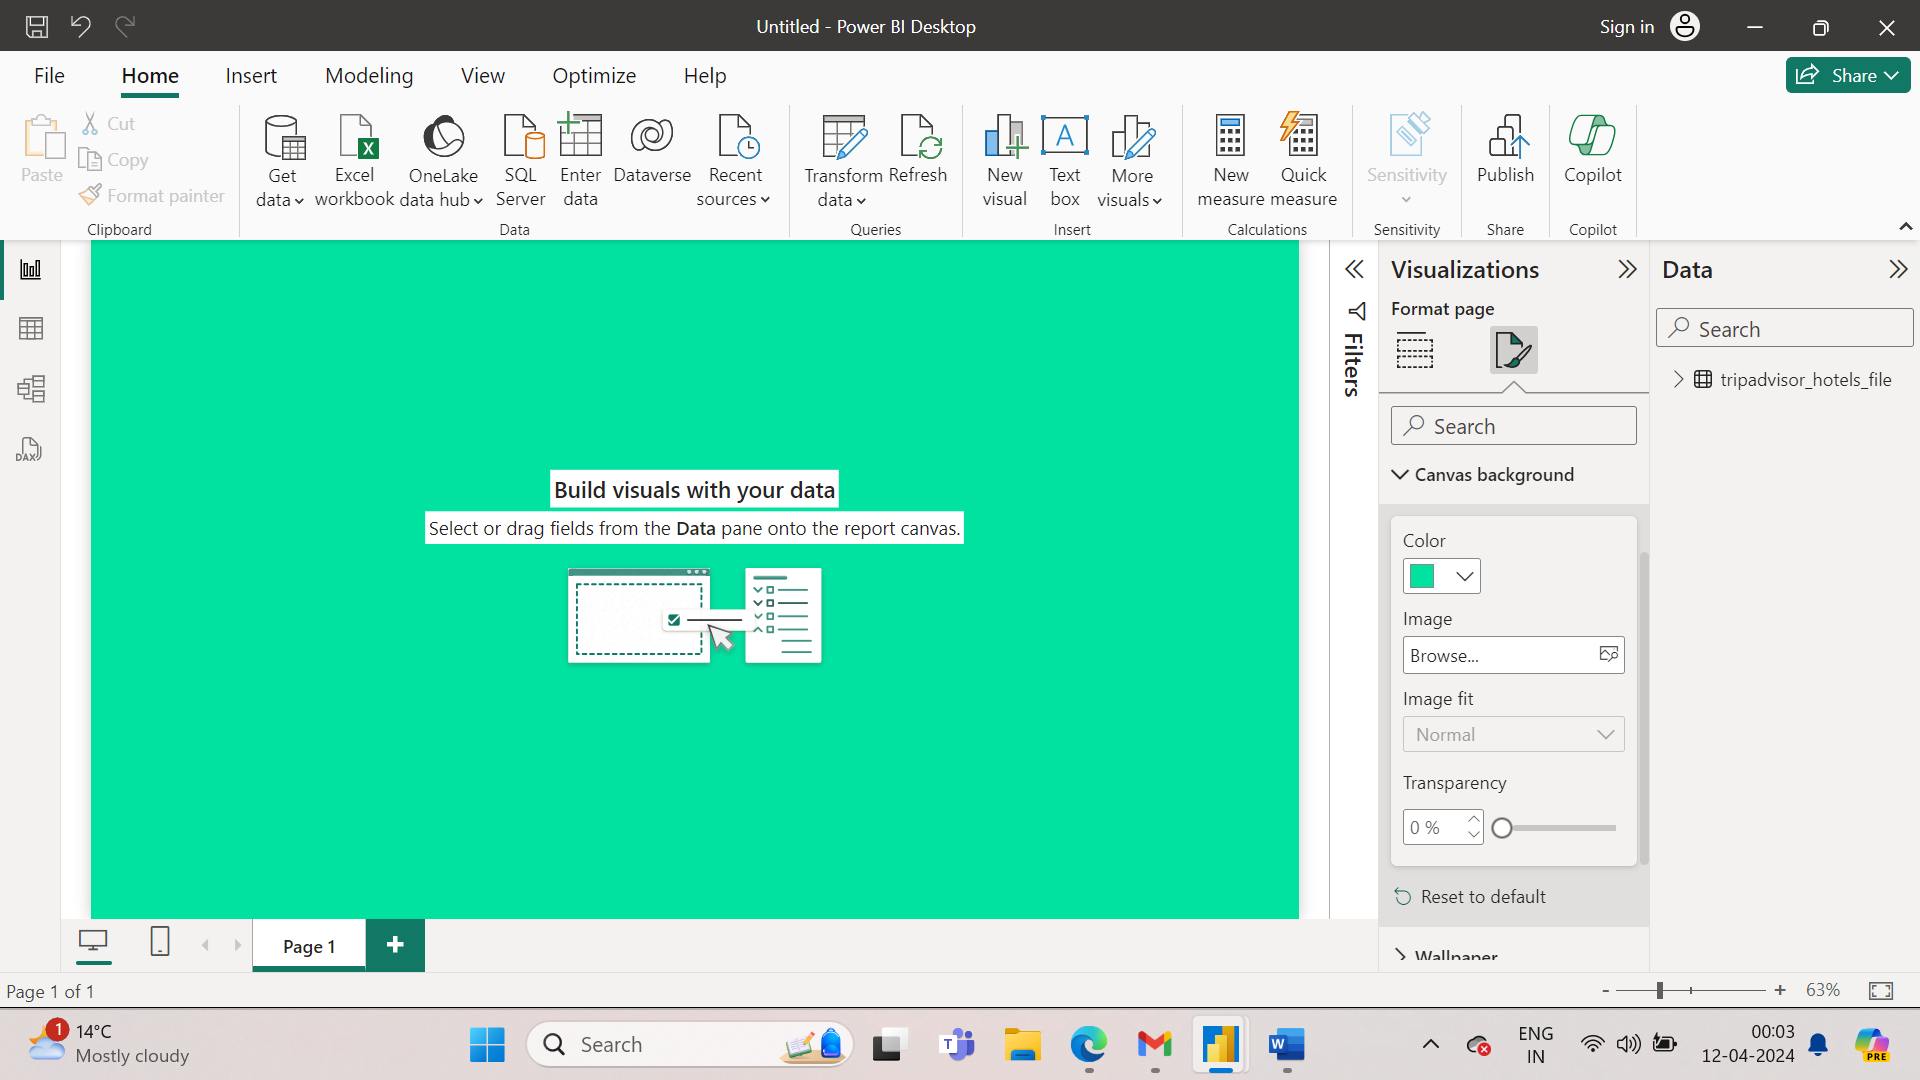 Untitled - Power BI Desktop
Sign in
File
Home
Insert
Modeling
View
Optimize
Help
Share
Paste
Cut
Copy
Format painter
Clipboard
Get
data
Excel
workbook
OneLake
data hub
SQL
Server
Enter
data
Dataverse
Recent
sources
Data
Transform
data
Refresh
Queries
New
visual
A
Text
box
More
visuals
Insert
New
measure
Quick
measure
Calculations
Sensitivity
Sensitivity
Publish
Share
Copilot
Copilot
DAX
Build visuals with your data
Select or drag fields from the Data pane onto the report canvas.
Filters
Visualizations
Format page
Search
Canvas background
Color
Image
Browse...
Image fit
Normal
Transparency
0 %
Reset to default
Wallpaper
Data
Search
tripadvisor_hotels_file
Page 1
Page 1 of 1
- + 63%
1
14°C
Mostly cloudy
Search
T
W
ENG
IN
00:03
12-04-2024
PRE